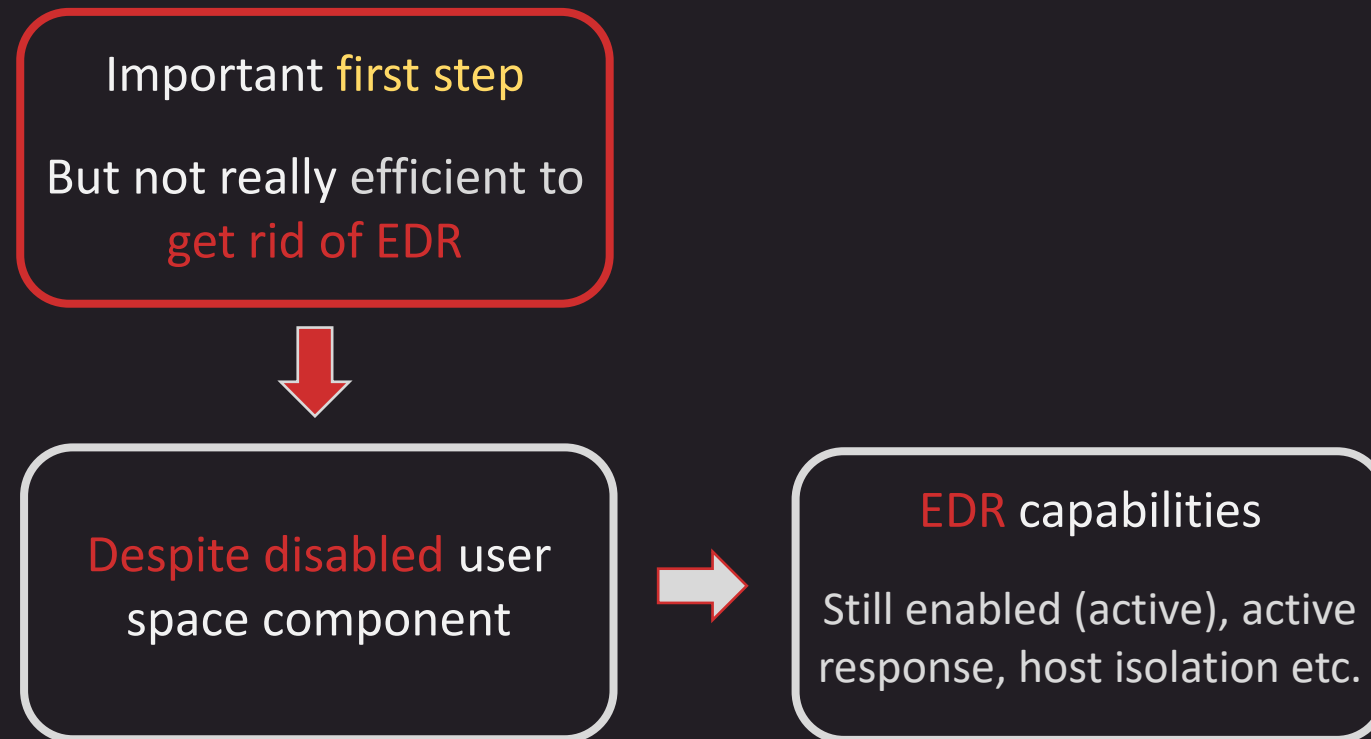 Important first step
But not really efficient to
get rid of EDR
Despite disabled user
space component
EDR capabilities
Still enabled (active), active
response, host isolation etc.